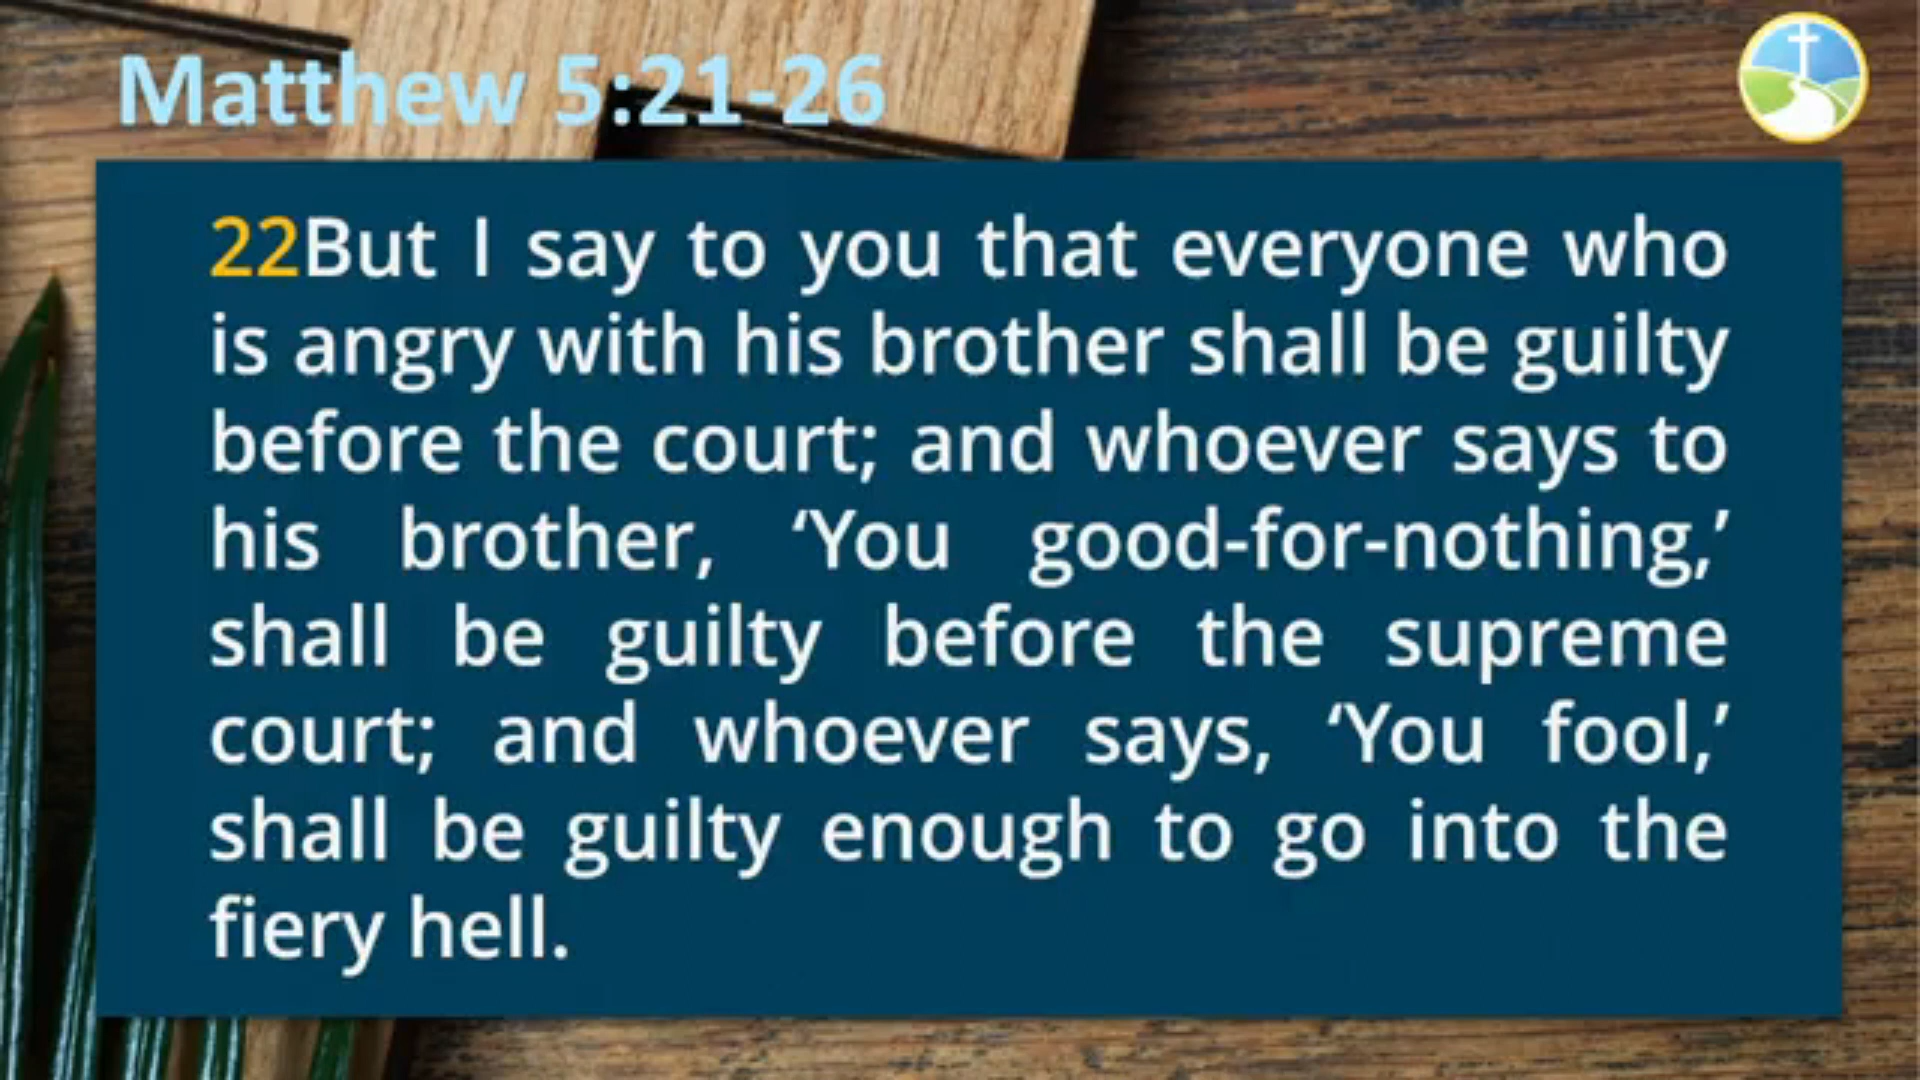 Matthew 5:21-26
22But I say to you that everyone who
is angry with his brother shall be guilty
before the court; and whoever says to
his brother, ‘You good-for-nothing,’
shall be guilty before the supreme
court; and whoever says, ‘You fool,’
shall be guilty enough to go into the
fiery hell.